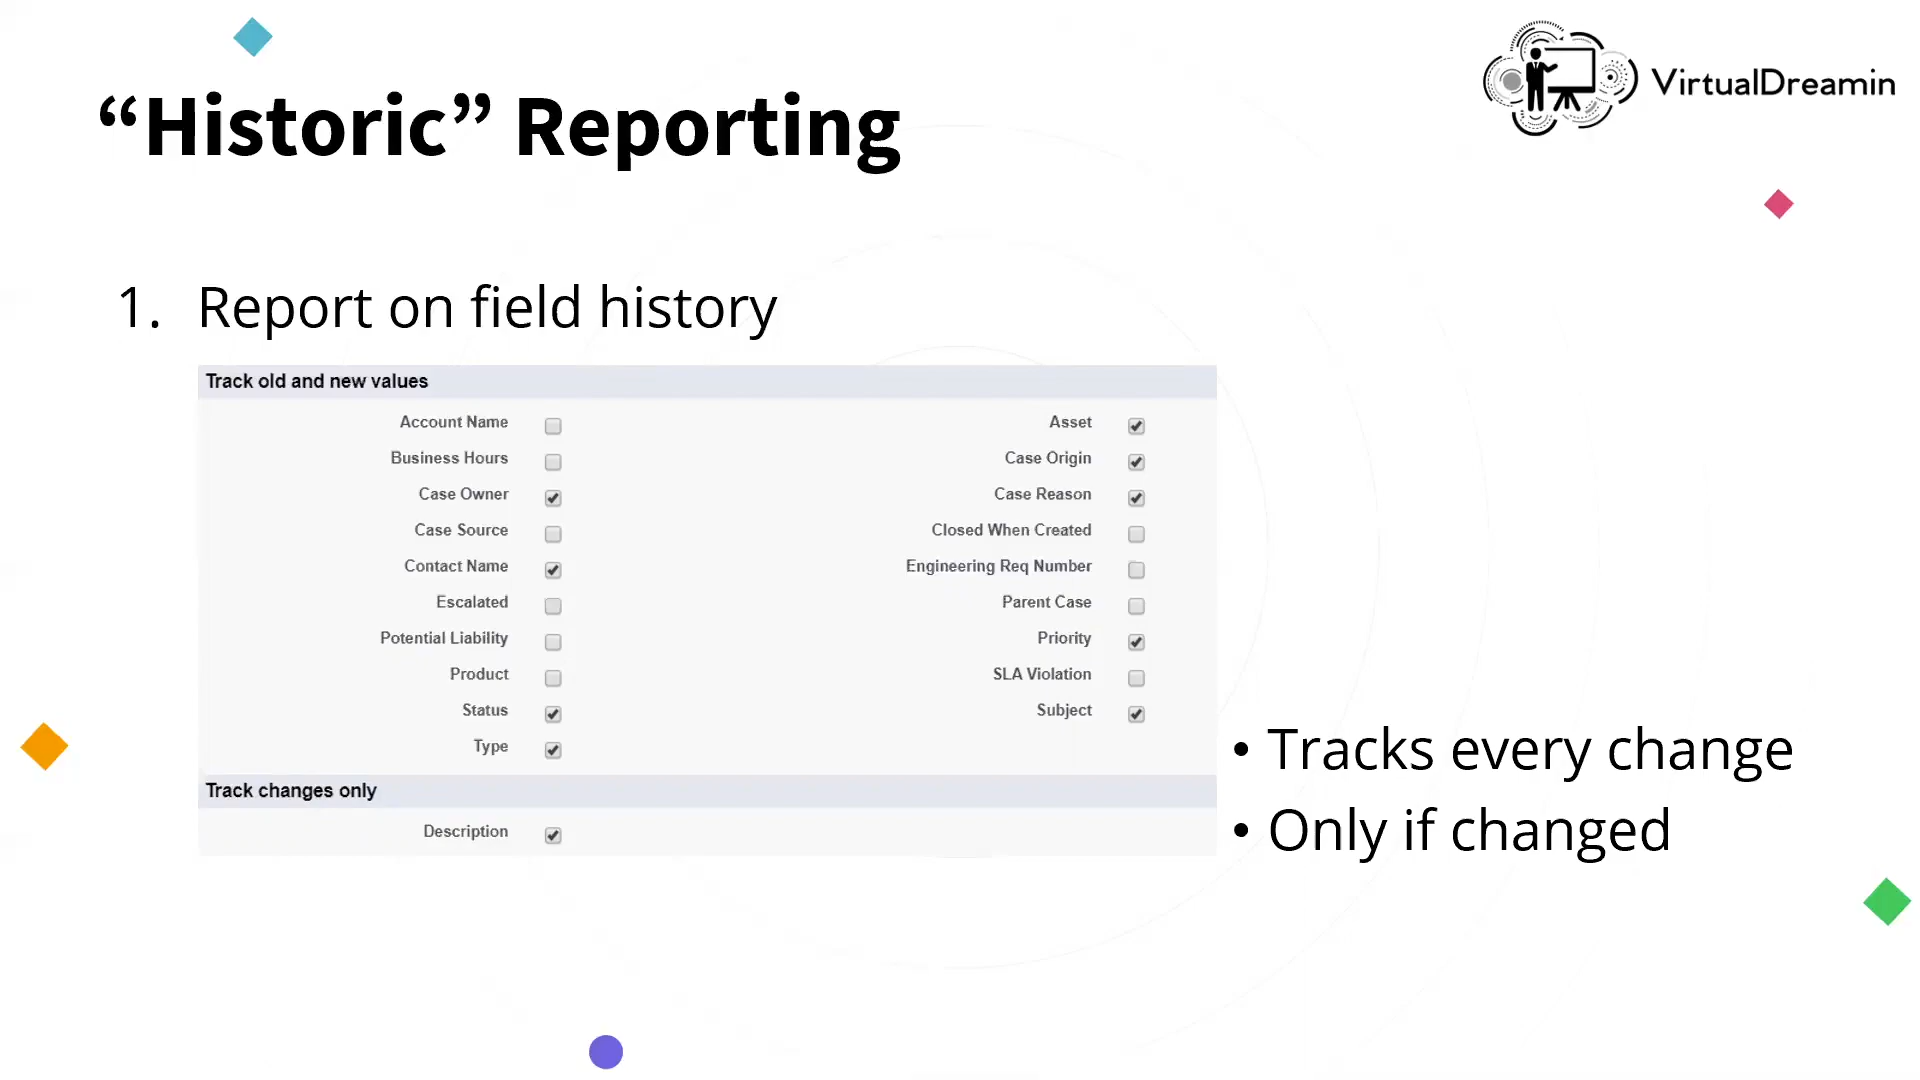 “Historic” Reporting
VirtualDreamin
1. Report on field history
Track old and new values
Account Name
Asset
Business Hours
Case Origin
Case Owner
Case Reason
Case Source
Closed When Created
Contact Name
Engineering Req Number
Escalated
Parent Case
Potential Liability
Priority
Product
SLA Violation
Status
Subject
Type
Track changes only
Description
• Tracks every change
• Only if changed